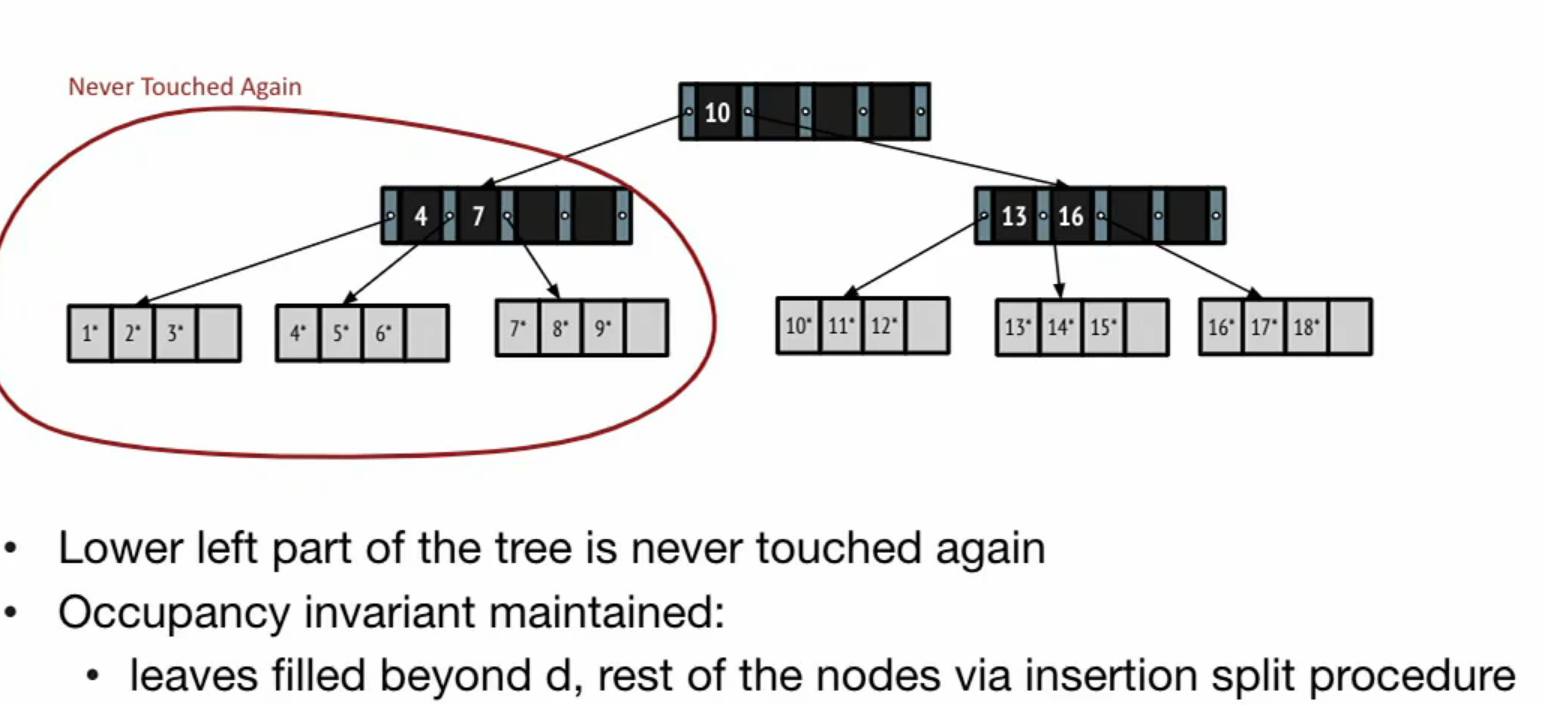 Never Touched Again
10
4 7
13 16
1* 2* 3*
4* 5* 6*
7* 8* 9*
10* 11* 12*
13* 14* 15*
16* 17* 18*
• Lower left part of the tree is never touched again
• Occupancy invariant maintained:
• leaves filled beyond d, rest of the nodes via insertion split procedure